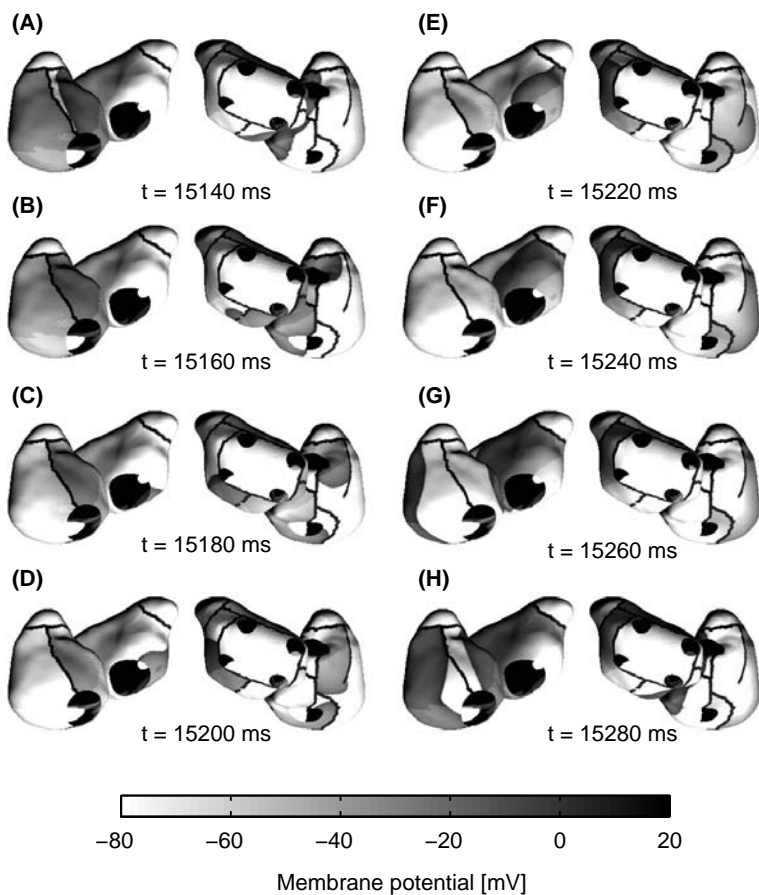 (A)
t = 15140 ms
(B)
t = 15160 ms
(C)
t = 15180 ms
(D)
t = 15200 ms
(E)
t = 15220 ms
(F)
t = 15240 ms
(G)
t = 15260 ms
(H)
t = 15280 ms
−80 −60 −40 −20 0 20
Membrane potential [mV]